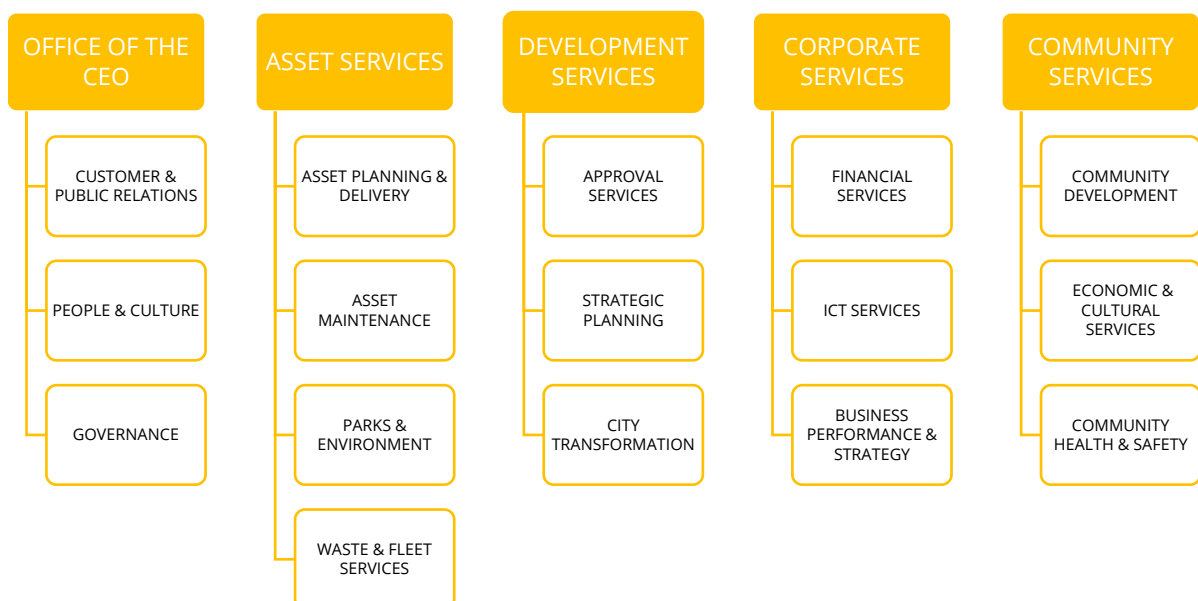 OFFICE OF THE
CEO
CUSTOMER &
PUBLIC RELATIONS
PEOPLE & CULTURE
GOVERNANCE
ASSET SERVICES
ASSET PLANNING &
DELIVERY
ASSET
MAINTENANCE
PARKS &
ENVIRONMENT
WASTE & FLEET
SERVICES
DEVELOPMENT
SERVICES
APPROVAL
SERVICES
STRATEGIC
PLANNING
CITY
TRANSFORMATION
CORPORATE
SERVICES
FINANCIAL
SERVICES
ICT SERVICES
BUSINESS
PERFORMANCE &
STRATEGY
COMMUNITY
SERVICES
COMMUNITY
DEVELOPMENT
ECONOMIC &
CULTURAL
SERVICES
COMMUNITY
HEALTH & SAFETY